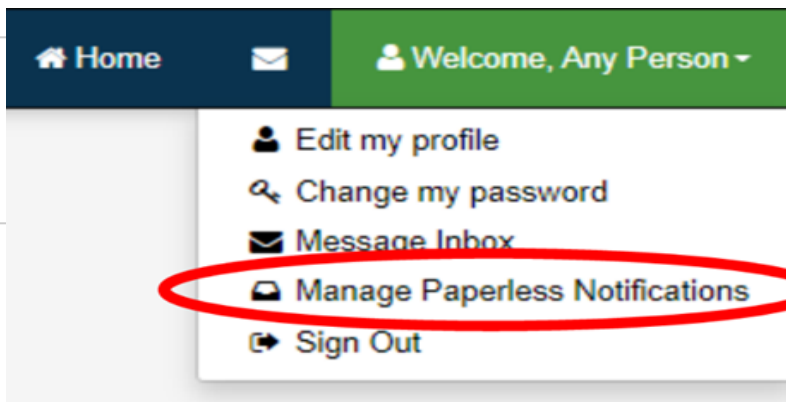 Home
Welcome, Any Person
Edit my profile
Change my password
Message Inbox
Manage Paperless Notifications
Sign Out